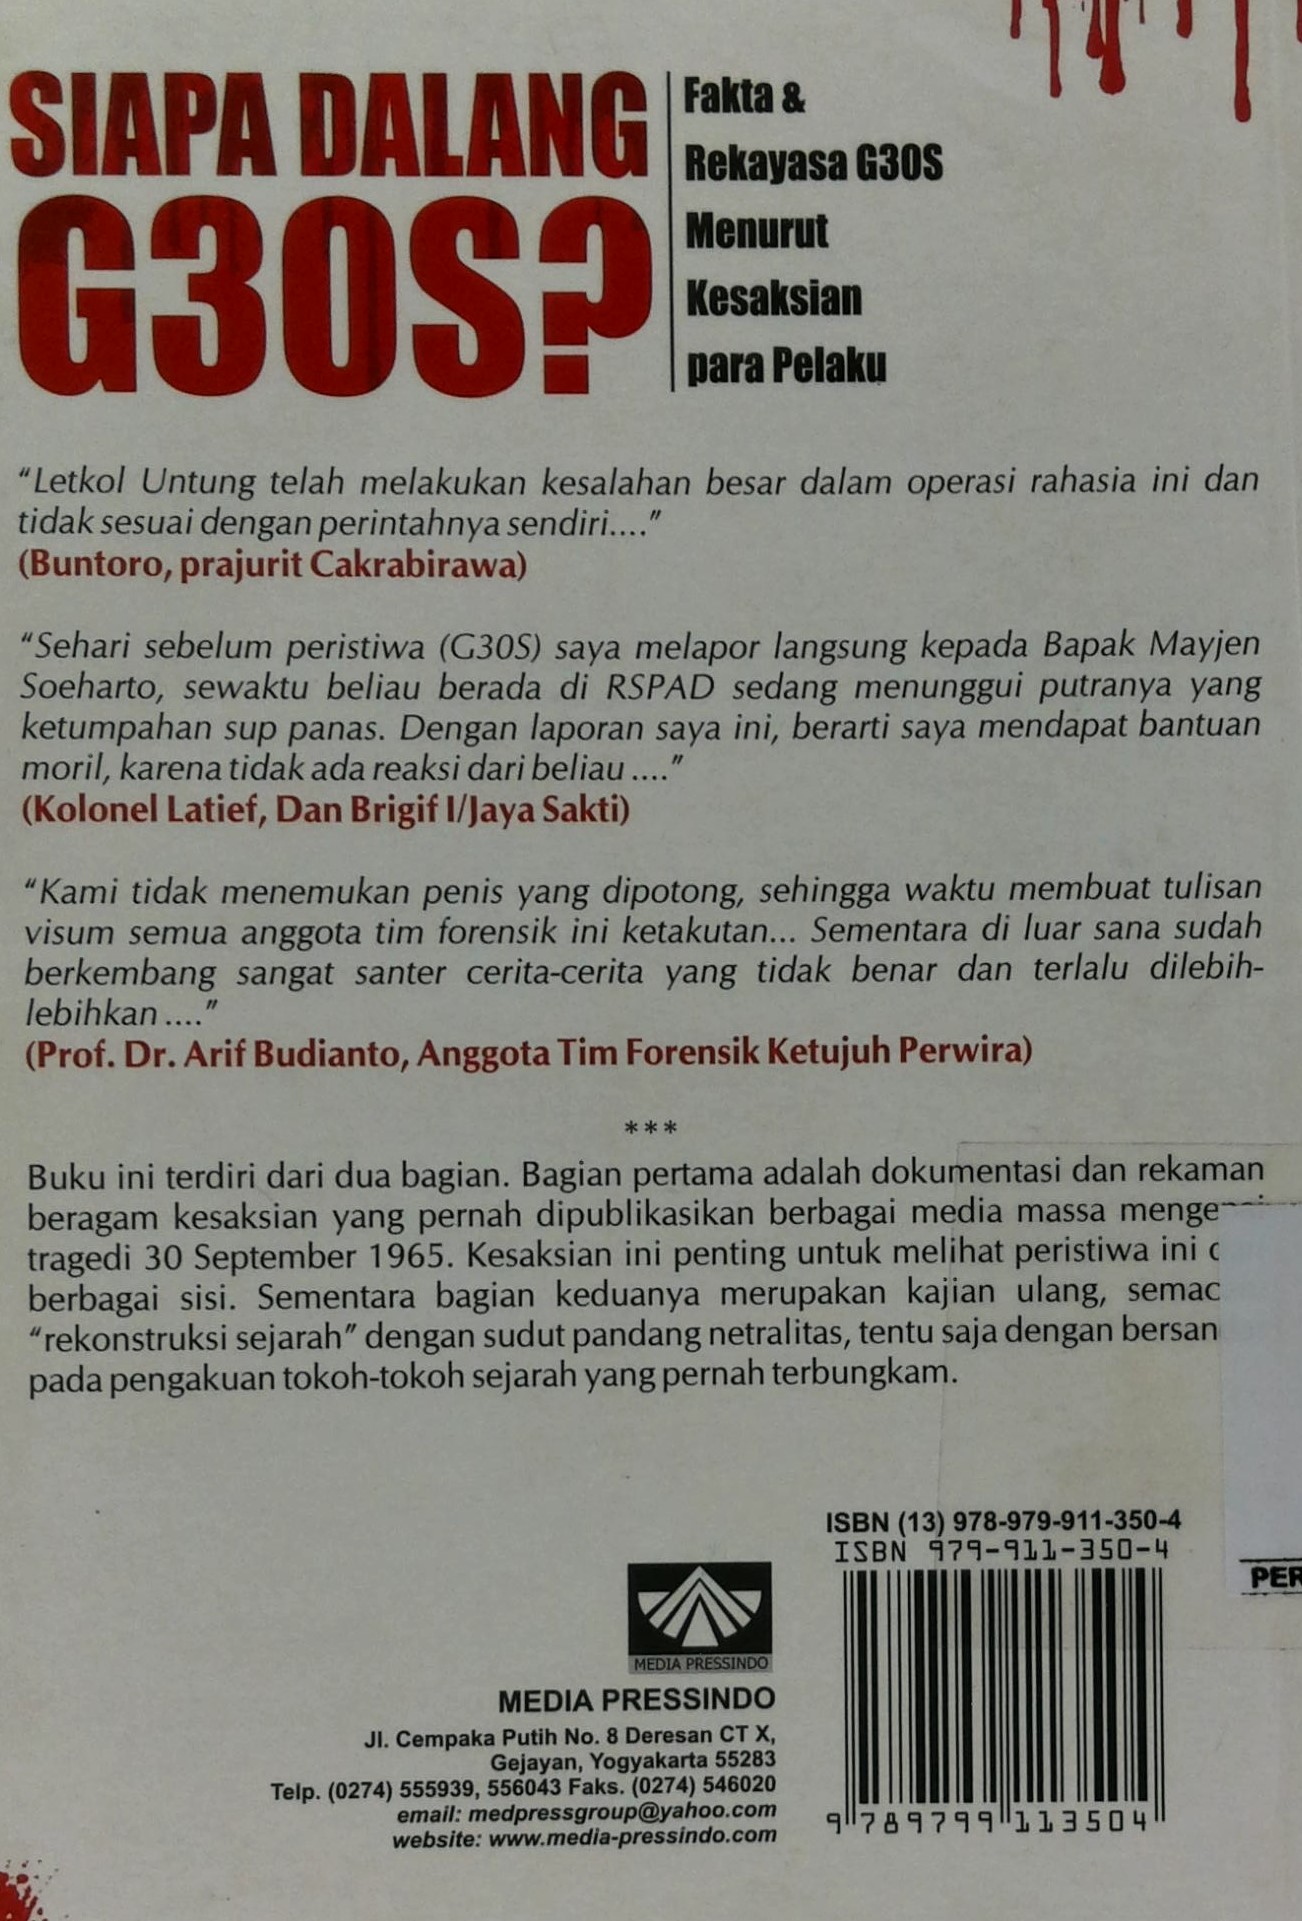 SIAPA DALANG
G30S?
Fakta &
Rekayasa G30S
Menurut
Kesaksian
para Pelaku
“Letkol Untung telah melakukan kesalahan besar dalam operasi rahasia ini dan
tidak sesuai dengan perintahnya sendiri....”
(Buntoro, prajurit Cakrabirawa)
“Sehari sebelum peristiwa (G30S) saya melapor langsung kepada Bapak Mayjen
Soeharto, sewaktu beliau berada di RSPAD sedang menunggui putranya yang
ketumpahan sup panas. Dengan laporan saya ini, berarti saya mendapat bantuan
moril, karena tidak ada reaksi dari beliau ....”
(Kolonel Latief, Dan Brigif I/Jaya Sakti)
“Kami tidak menemukan penis yang dipotong, sehingga waktu membuat tulisan
visum semua anggota tim forensik ini ketakutan... Sementara di luar sana sudah
berkembang sangat santer cerita-cerita yang tidak benar dan terlalu dilebih-
lebihkan ....”
(Prof. Dr. Arif Budianto, Anggota Tim Forensik Ketujuh Perwira)
***
Buku ini terdiri dari dua bagian. Bagian pertama adalah dokumentasi dan rekaman
beragam kesaksian yang pernah dipublikasikan berbagai media massa
tragedi 30 September 1965. Kesaksian ini penting untuk melihat peristiwa ini
berbagai sisi. Sementara bagian keduanya merupakan kajian ulang,
“rekonstruksi sejarah” dengan sudut pandang netralitas, tentu saja dengan
pada pengakuan tokoh-tokoh sejarah yang pernah terbungkam.
ISBN (13) 978-979-911-350-4
ISBN 979-911-350-4
PER
MEDIA PRESSINDO
MEDIA PRESSINDO
Jl. Cempaka Putih No. 8 Deresan CT X,
Gejayan, Yogyakarta 55283
Telp. (0274) 555939, 556043 Faks. (0274) 546020
email: medpressgroup@yahoo.com
website: www.media-pressindo.com
9 789799 113504